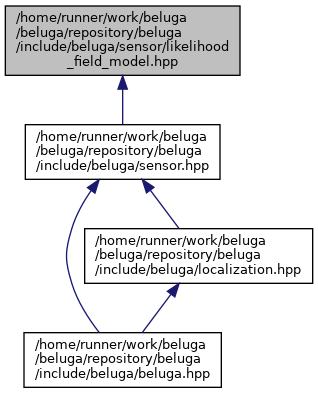 /home/runner/work/beluga
/beluga/repository/beluga
/include/beluga/sensor/likelihood
_field_model.hpp
/home/runner/work/beluga
/beluga/repository/beluga
/include/beluga/sensor.hpp
/home/runner/work/beluga
/beluga/repository/beluga
/include/beluga/localization.hpp
/home/runner/work/beluga
/beluga/repository/beluga
/include/beluga/beluga.hpp